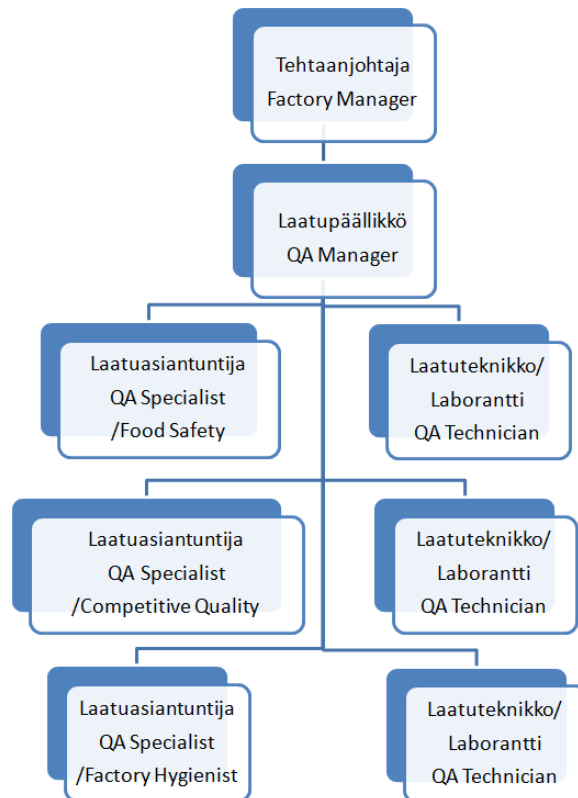 Tehtaanjohtaja
Factory Manager
Laatupäällikkö
QA Manager
Laatuasiantuntija
QA Specialist
/Food Safety
Laatuteknikko/
Laborantti
QA Technician
Laatuasiantuntija
QA Specialist
/Competitive Quality
Laatuteknikko/
Laborantti
QA Technician
Laatuasiantuntija
QA Specialist
/Factory Hygienist
Laatuteknikko/
Laborantti
QA Technician